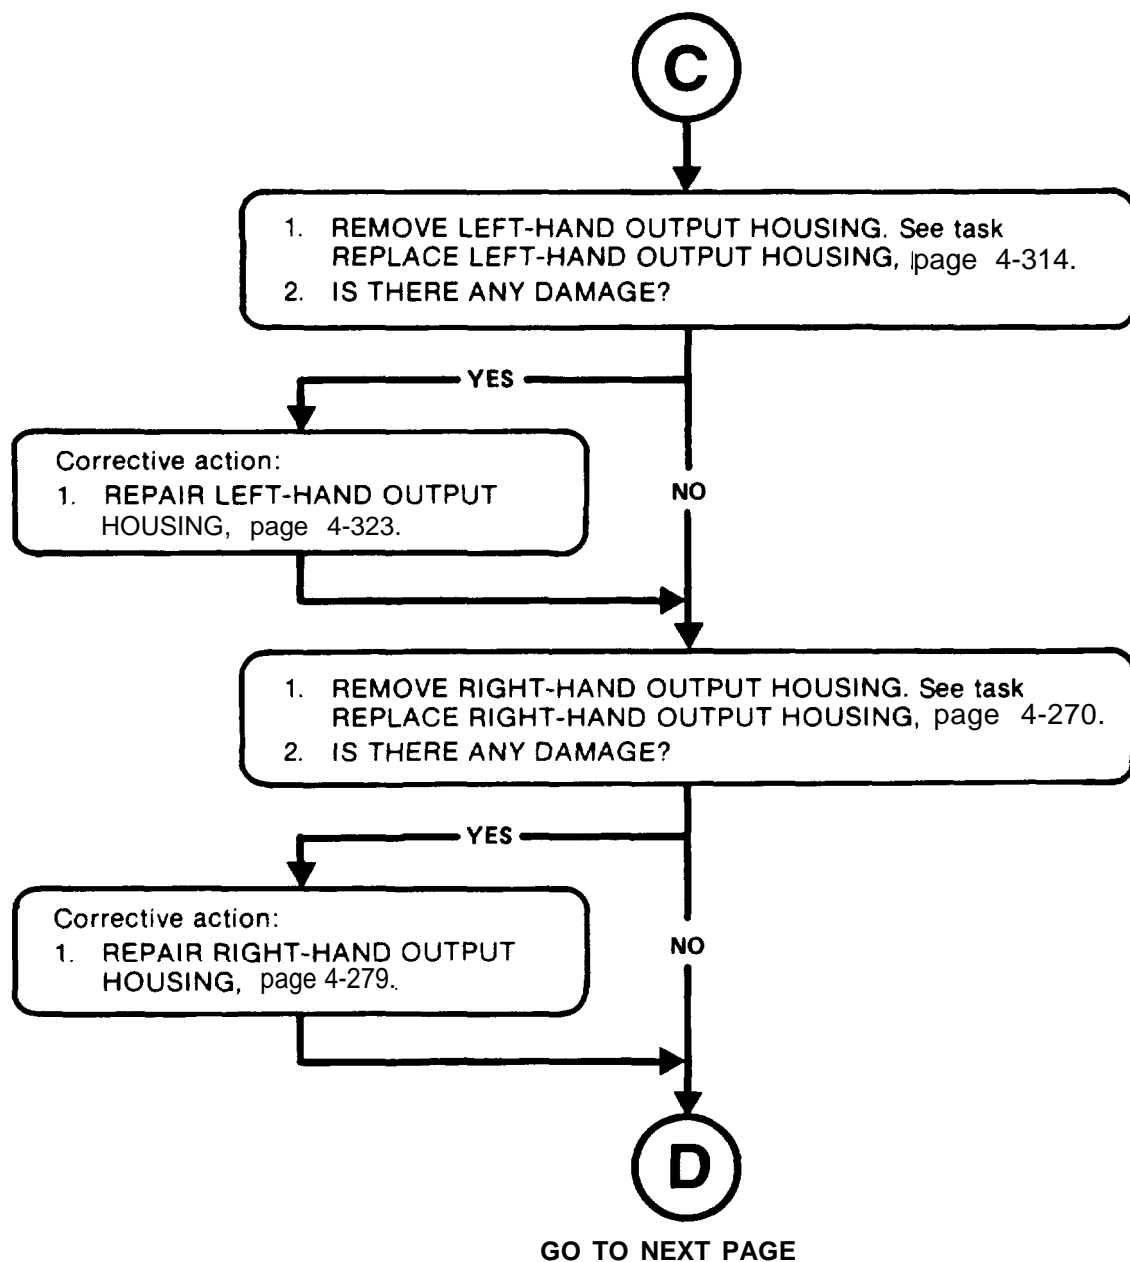 C
1. REMOVE LEFT-HAND OUTPUT HOUSING. See task
REPLACE LEFT-HAND OUTPUT HOUSING, page 4-314.
2. IS THERE ANY DAMAGE?
YES
Corrective action:
1. REPAIR LEFT-HAND OUTPUT
HOUSING, page 4-323.
NO
1. REMOVE RIGHT-HAND OUTPUT HOUSING. See task
REPLACE RIGHT-HAND OUTPUT HOUSING, page 4-270.
2. IS THERE ANY DAMAGE?
YES
Corrective action:
1. REPAIR RIGHT-HAND OUTPUT
HOUSING, page 4-279.
NO
D
GO TO NEXT PAGE